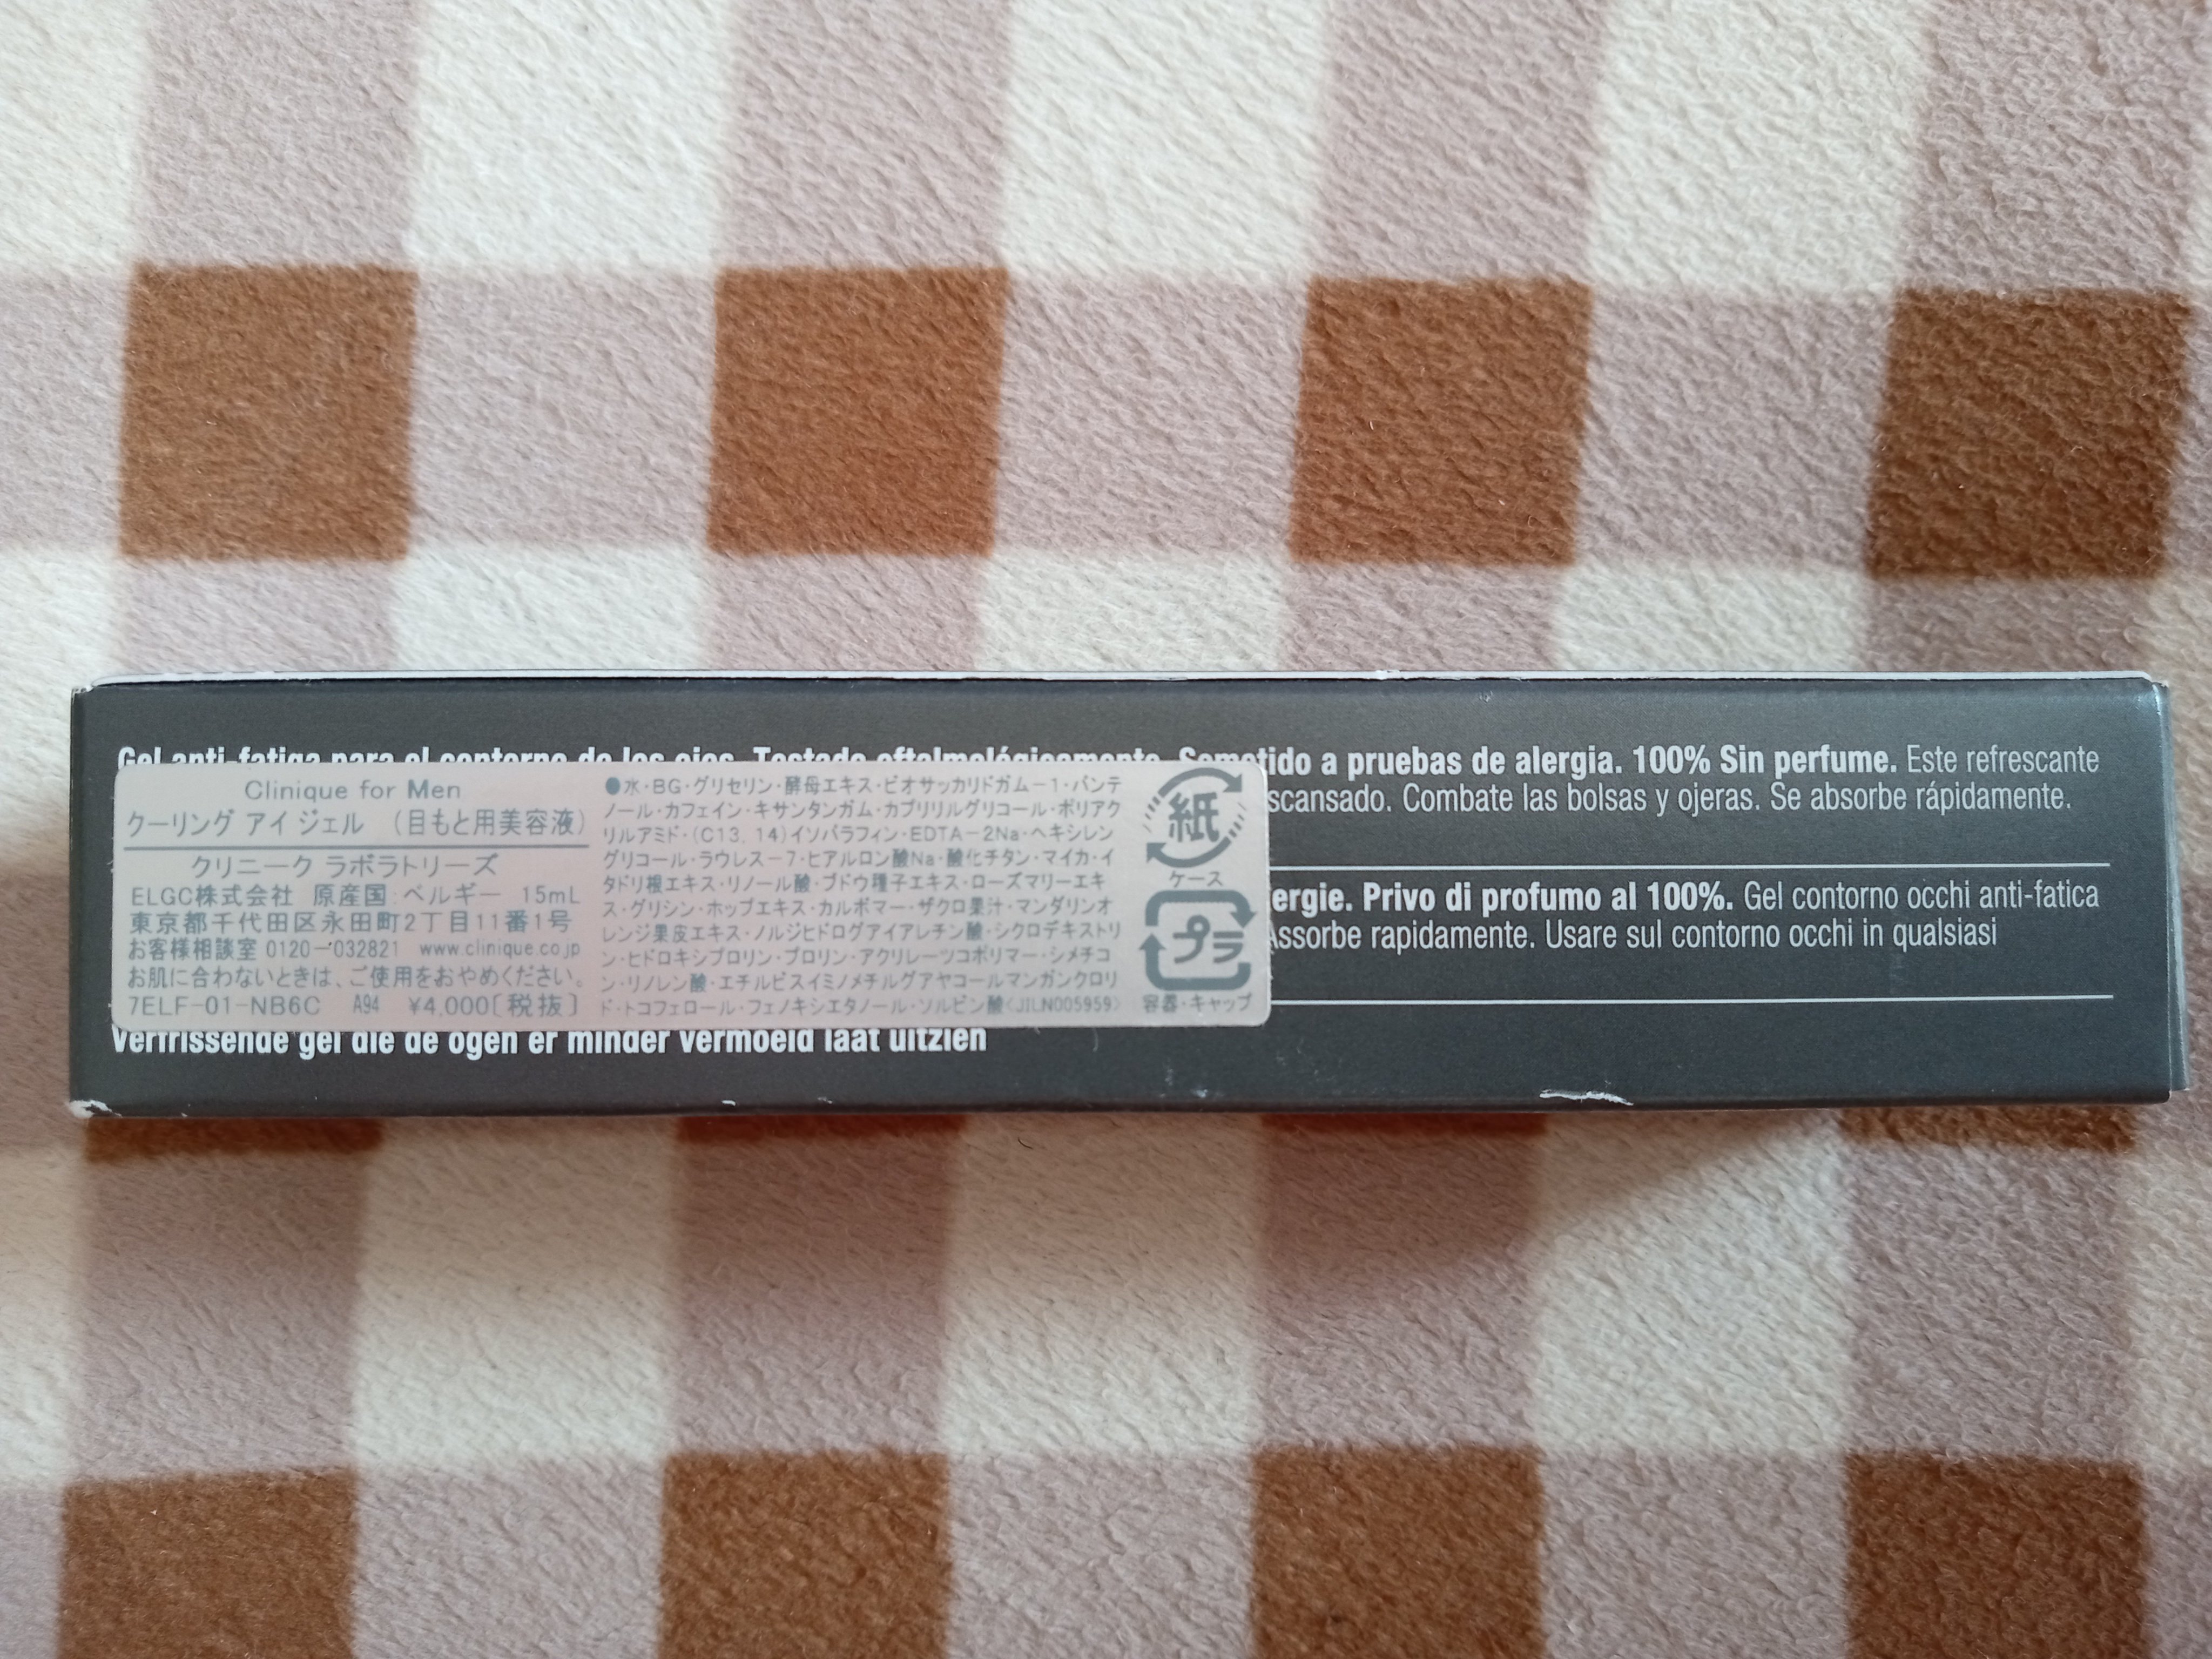 Gel anti-fatiga para el contorno de los ojos. Testado oftalmológicamente. Sometido a pruebas de alergia. 100% Sin perfume. Este refrescante
scansado. Combate las bolsas y ojeras. Se absorbe rápidamente.
ergie. Privo di profumo al 100%. Gel contorno occhi anti-fatica
Assorbe rapidamente. Usare sul contorno occhi in qualsiasi
Verfrissende gel die de ogen er minder vermoeid laat uitzien
Clinique for Men
クーリング アイ ジェル （目もと用美容液）
クリニーク ラボラトリーズ
ELGC株式会社 原産国：ベルギー 15mL
東京都千代田区永田町2丁目11番1号
お客様相談室 0120-032821 www.clinique.co.jp
お肌に合わないときは、ご使用をおやめください。
7ELF-01-NB6C A94 ¥4,000［税抜］
●水・BG・グリセリン・酵母エキス・ビオサッカリドガム-1・パンテ
ノール・カフェイン・キサンタンガム・カプリリルグリコール・ポリアク
リルアミド・(C13, 14)イソパラフィン・EDTA-2Na・ヘキシレン
グリコール・ラウレス-7・ヒアルロン酸Na・酸化チタン・マイカ・イ
タドリ根エキス・リノール酸・ブドウ種子エキス・ローズマリーエキ
ス・グリシン・ホップエキス・カルボマー・ザクロ果汁・マンダリンオ
レンジ果皮エキス・ノルジヒドログアイアレチン酸・シクロデキストリ
ン・ヒドロキシプロリン・プロリン・アクリレーツコポリマー・シメチコ
ン・リノレン酸・エチルビスイミノメチルグアヤコールマンガンクロリ
ド・トコフェロール・フェノキシエタノール・ソルビン酸〈JILN005959〉
紙
ケース
プラ
容器・キャップ